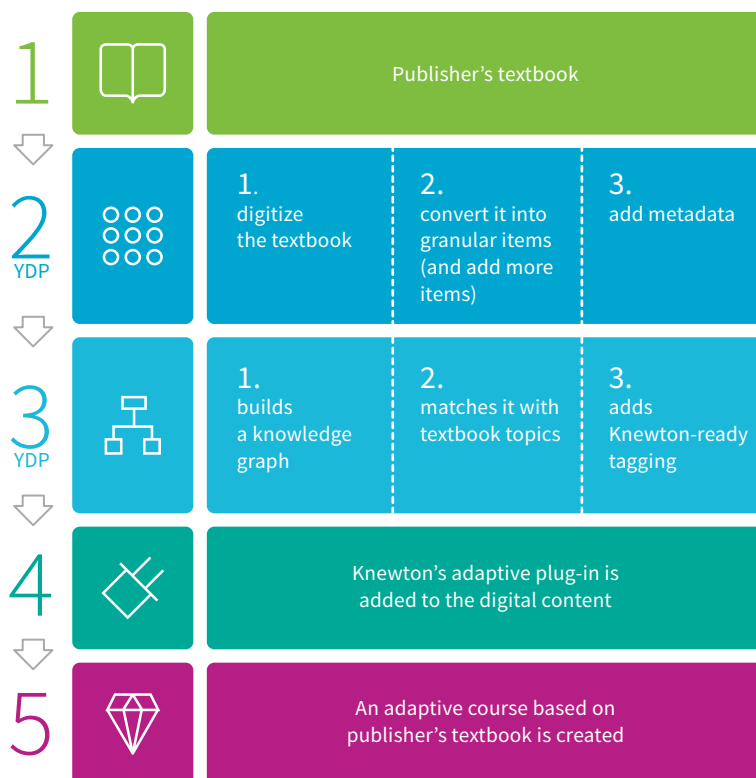 1
Publisher’s textbook
2
YDP
1.
digitize
the textbook
2.
convert it into
granular items
(and add more
items)
3.
add metadata
3
YDP
1.
builds
a knowledge
graph
2.
matches it with
textbook topics
3.
adds
Knewton-ready
tagging
4
Knewton’s adaptive plug-in is
added to the digital content
5
An adaptive course based on
publisher’s textbook is created